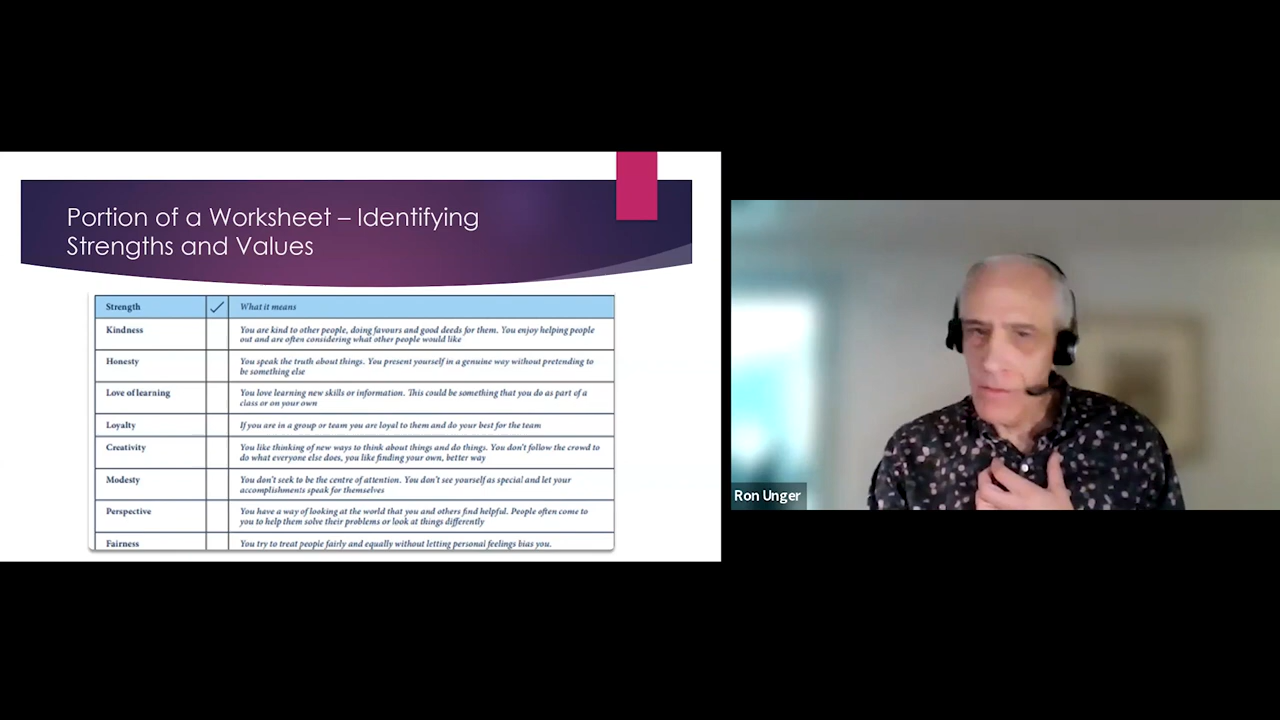 Portion of a Worksheet – Identifying
Strengths and Values
Strength ✓ What it means
Kindness
You are kind to other people, doing favours and good deeds for them. You enjoy helping people
out and are often considering what other people would like
Honesty
You speak the truth about things. You present yourself in a genuine way without pretending to
be something else
Love of learning
You love learning new skills or information. This could be something that you do as part of a
class or on your own
Loyalty
If you are in a group or team you are loyal to them and do your best for the team
Creativity
You like thinking of new ways to think about things and do things. You don't follow the crowd to
do what everyone else does, you like finding your own, better way
Modesty
You don't seek to be the centre of attention. You don't see yourself as special and let your
accomplishments speak for themselves
Perspective
You have a way of looking at the world that you and others find helpful. People often come to
you to help them solve their problems or look at things differently
Fairness
You try to treat people fairly and equally without letting personal feelings bias you.
Ron Unger